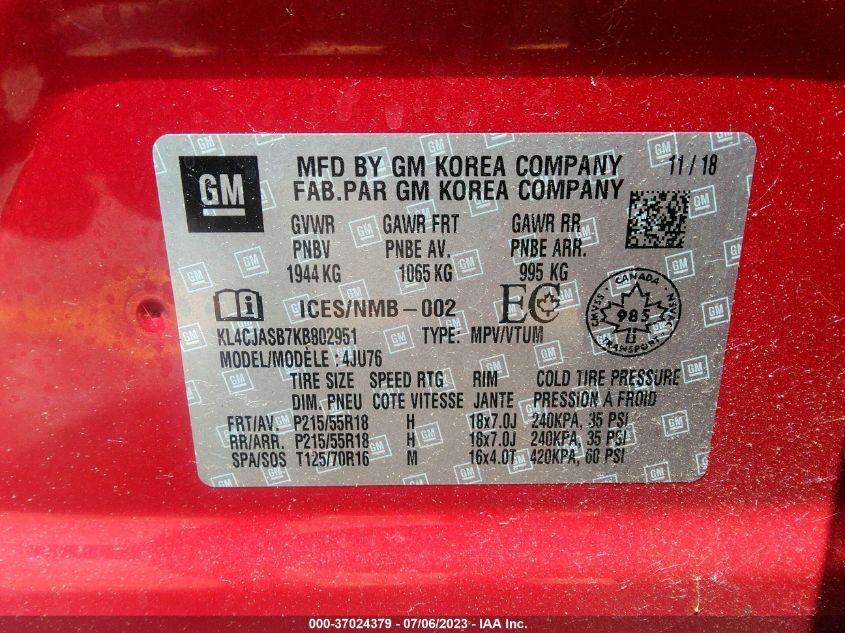 GM
MFD BY GM KOREA COMPANY 11/18
FAB.PAR GM KOREA COMPANY
GVWR GAWR FRT GAWR RR
PNBV PNBE AV. PNBE ARR.
1944 KG 1065 KG 995 KG
i ICES/NMB-002 EC
CANADA
CMVSS 985
TRANSPORT
KL4CJASB7KB802951 TYPE: MPV/VTUM
MODEL/MODÈLE : 4JU76
TIRE SIZE SPEED RTG RIM COLD TIRE PRESSURE
DIM. PNEU COTE VITESSE JANTE PRESSION À FROID
FRT/AV. P215/55R18 H 18x7.0J 240KPA, 35 PSI
RR/ARR. P215/55R18 H 18x7.0J 240KPA, 35 PSI
SPA/SOS T125/70R16 M 16x4.0T 420KPA, 60 PSI
000-37024379 - 07/06/2023 - IAA Inc.